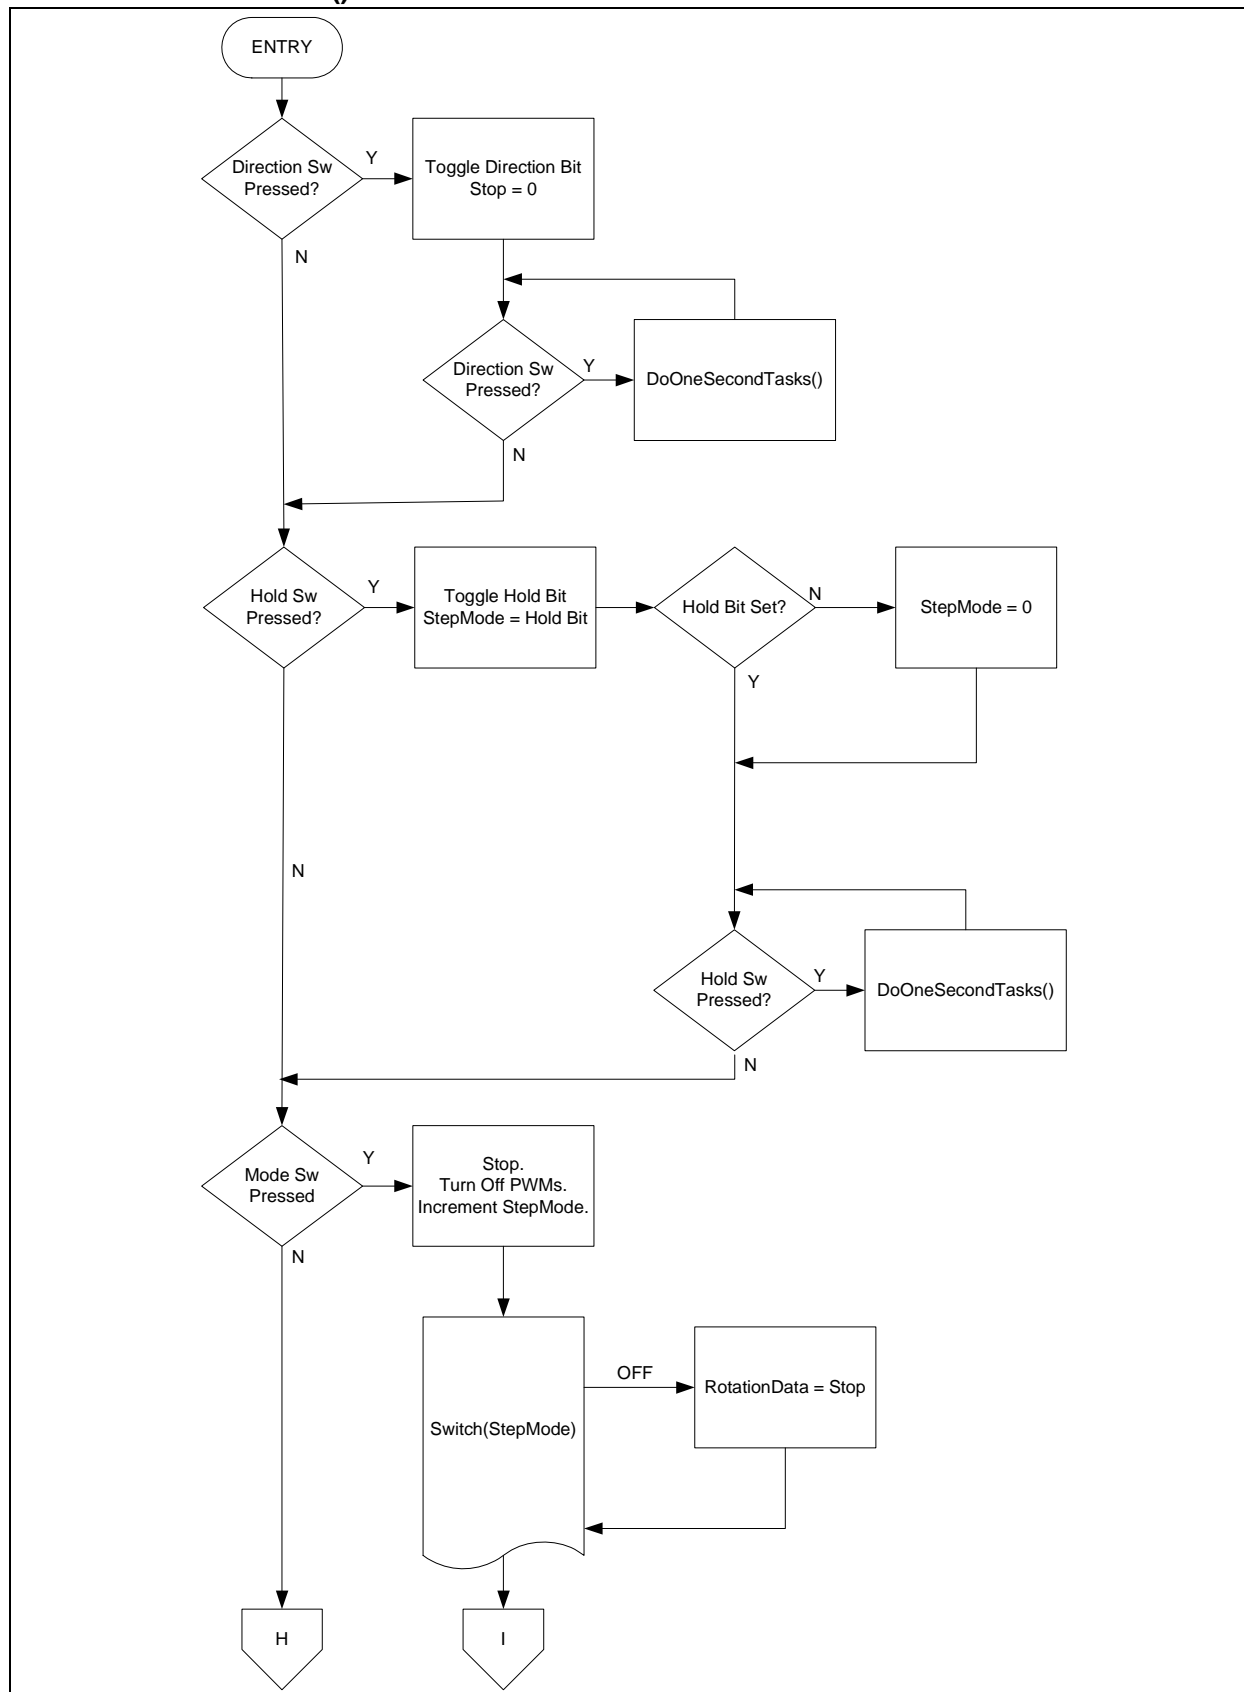 ()
ENTRY
Direction Sw
Pressed?
Y
Toggle Direction Bit
Stop = 0
N
Direction Sw
Pressed?
Y
DoOneSecondTasks()
N
Hold Sw
Pressed?
Y
Toggle Hold Bit
StepMode = Hold Bit
Hold Bit Set?
N
StepMode = 0
Y
N
Hold Sw
Pressed?
Y
DoOneSecondTasks()
N
Mode Sw
Pressed
Y
Stop.
Turn Off PWMs.
Increment StepMode.
N
Switch(StepMode)
OFF
RotationData = Stop
H
I